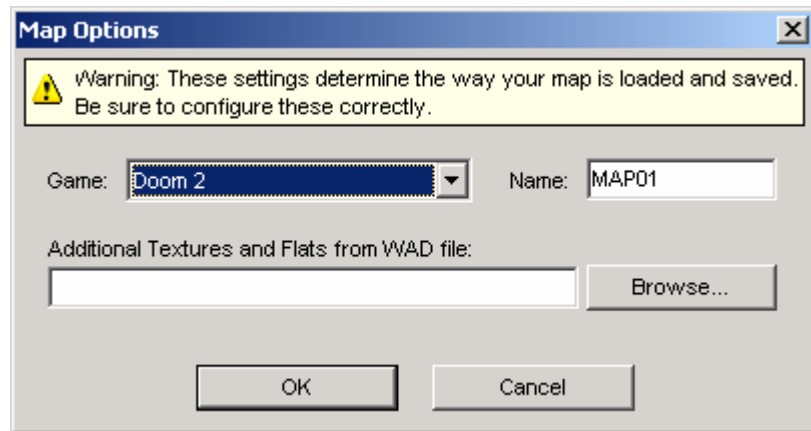 Map Options
Warning: These settings determine the way your map is loaded and saved.
Be sure to configure these correctly.
Game: Doom 2 Name: MAP01
Additional Textures and Flats from WAD file:
Browse...
OK Cancel